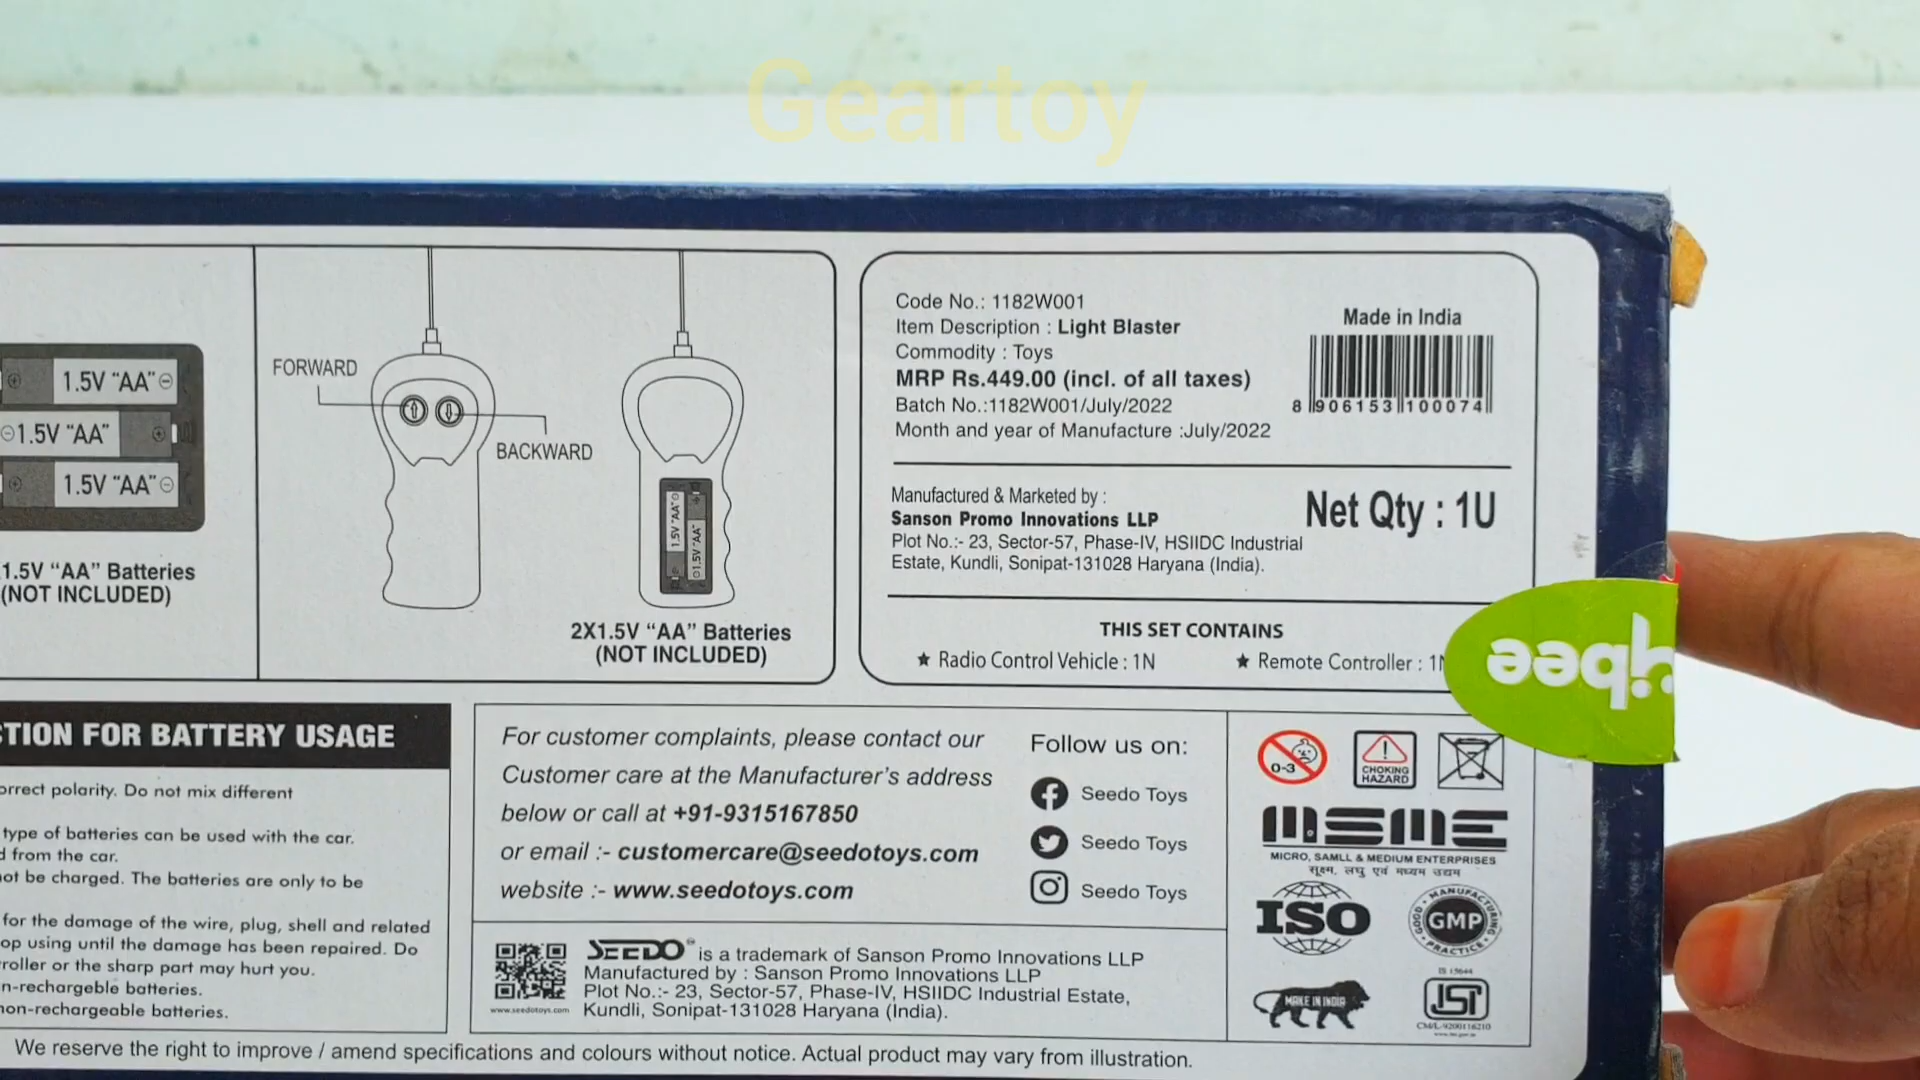 Geartoy
1.5V "AA"
1.5V "AA"
1.5V "AA"
1.5V "AA" Batteries
(NOT INCLUDED)
FORWARD
BACKWARD
1.5V "AA"
1.5V "AA"
2X1.5V “AA” Batteries
(NOT INCLUDED)
Code No.: 1182W001
Item Description : Light Blaster
Commodity : Toys
MRP Rs.449.00 (incl. of all taxes)
Batch No.:1182W001/July/2022
Month and year of Manufacture :July/2022
Made in India
8 906153 100074
Manufactured & Marketed by :
Sanson Promo Innovations LLP
Plot No.:- 23, Sector-57, Phase-IV, HSIIDC Industrial
Estate, Kundli, Sonipat-131028 Haryana (India).
Net Qty : 1U
THIS SET CONTAINS
★ Radio Control Vehicle : 1N
★ Remote Controller : 1N
bee
TION FOR BATTERY USAGE
orrect polarity. Do not mix different
type of batteries can be used with the car.
d from the car.
not be charged. The batteries are only to be
for the damage of the wire, plug, shell and related
op using until the damage has been repaired. Do
roller or the sharp part may hurt you.
n-rechargeble batteries.
non-rechargeable batteries.
For customer complaints, please contact our
Customer care at the Manufacturer's address
below or call at +91-9315167850
or email :- customercare@seedotoys.com
website :- www.seedotoys.com
Follow us on:
Seedo Toys
Seedo Toys
Seedo Toys
www.seedotoys.com
SEEDO is a trademark of Sanson Promo Innovations LLP
Manufactured by : Sanson Promo Innovations LLP
Plot No.:- 23, Sector-57, Phase-IV, HSIIDC Industrial Estate,
Kundli, Sonipat-131028 Haryana (India).
0-3
CHOKING
HAZARD
MSME
MICRO, SAMLL & MEDIUM ENTERPRISES
सूक्ष्म, लघु एवं मध्यम उद्यम
ISO
GOOD MANUFACTURING PRACTICE
GMP
MAKE IN INDIA
IS 15644
ISI
CM/L-9200116210
We reserve the right to improve / amend specifications and colours without notice. Actual product may vary from illustration.